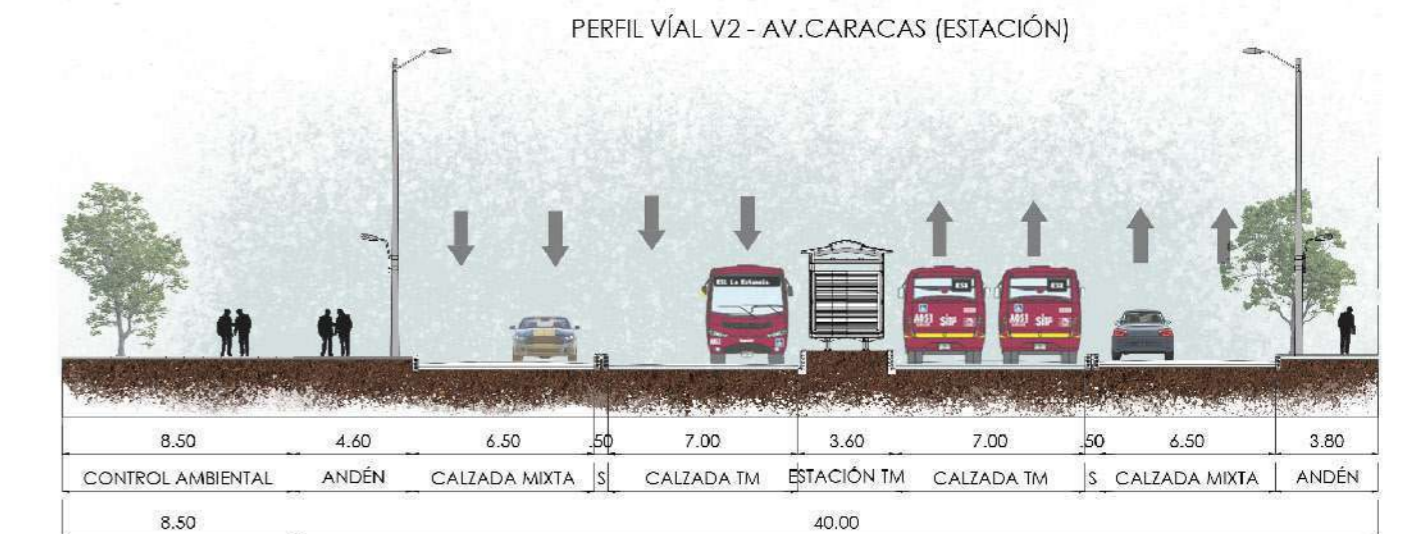 PERFIL VÍAL V2 - AV.CARACAS (ESTACIÓN)
8.50 4.60 6.50 .50 7.00 3.60 7.00 .50 6.50 3.80
CONTROL AMBIENTAL ANDÉN CALZADA MIXTA S CALZADA TM ESTACIÓN TM CALZADA TM S CALZADA MIXTA ANDÉN
8.50 40.00